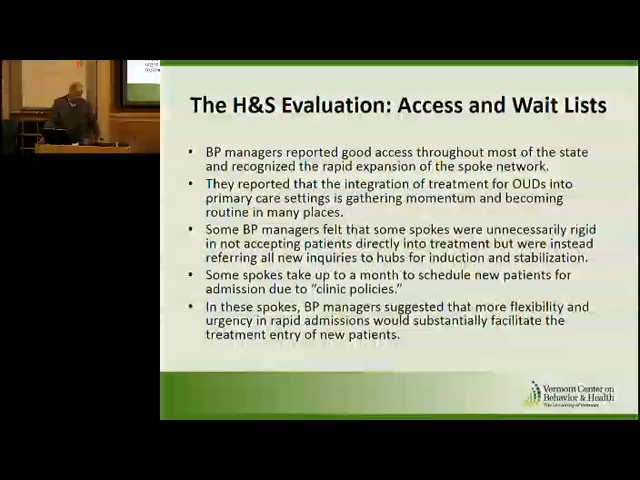 The H&S Evaluation: Access and Wait Lists
• BP managers reported good access throughout most of the state
and recognized the rapid expansion of the spoke network.
• They reported that the integration of treatment for OUDs into
primary care settings is gathering momentum and becoming
routine in many places.
• Some BP managers felt that some spokes were unnecessarily rigid
in not accepting patients directly into treatment but were instead
referring all new inquiries to hubs for induction and stabilization.
• Some spokes take up to a month to schedule new patients for
admission due to “clinic policies.”
• In these spokes, BP managers suggested that more flexibility and
urgency in rapid admissions would substantially facilitate the
treatment entry of new patients.
Vermont Center on
Behavior & Health
The University of Vermont